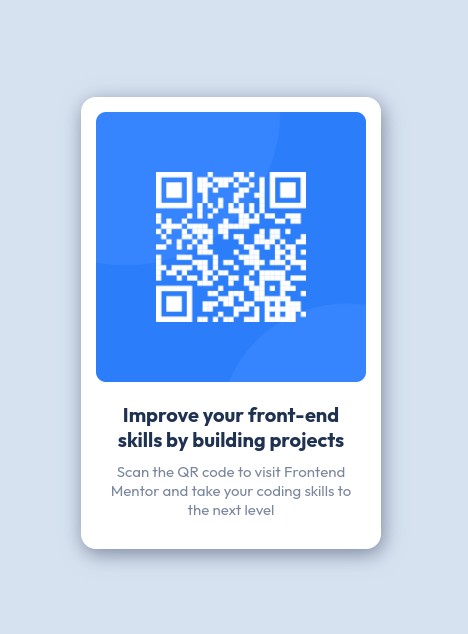 Improve your front-end
skills by building projects
Scan the QR code to visit Frontend
Mentor and take your coding skills to
the next level